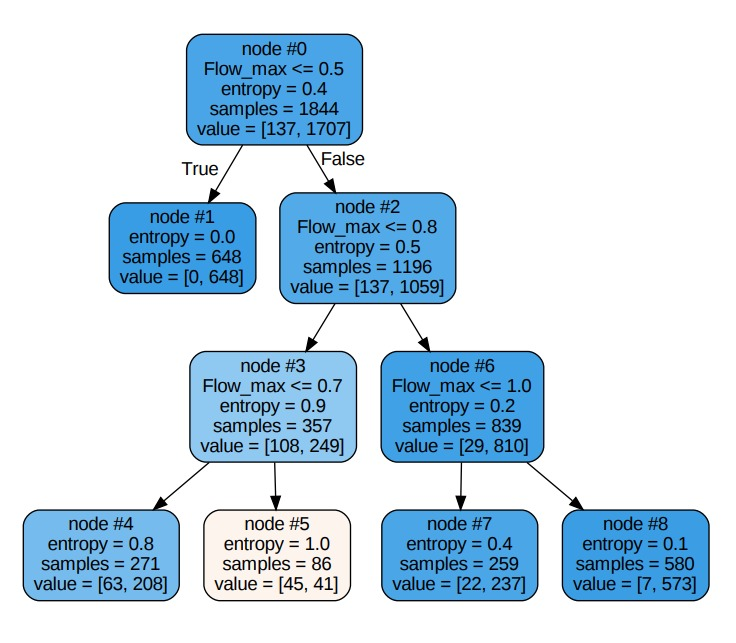 node #0
Flow_max <= 0.5
entropy = 0.4
samples = 1844
value = [137, 1707]
True
False
node #1
entropy = 0.0
samples = 648
value = [0, 648]
node #2
Flow_max <= 0.8
entropy = 0.5
samples = 1196
value = [137, 1059]
node #3
Flow_max <= 0.7
entropy = 0.9
samples = 357
value = [108, 249]
node #6
Flow_max <= 1.0
entropy = 0.2
samples = 839
value = [29, 810]
node #4
entropy = 0.8
samples = 271
value = [63, 208]
node #5
entropy = 1.0
samples = 86
value = [45, 41]
node #7
entropy = 0.4
samples = 259
value = [22, 237]
node #8
entropy = 0.1
samples = 580
value = [7, 573]